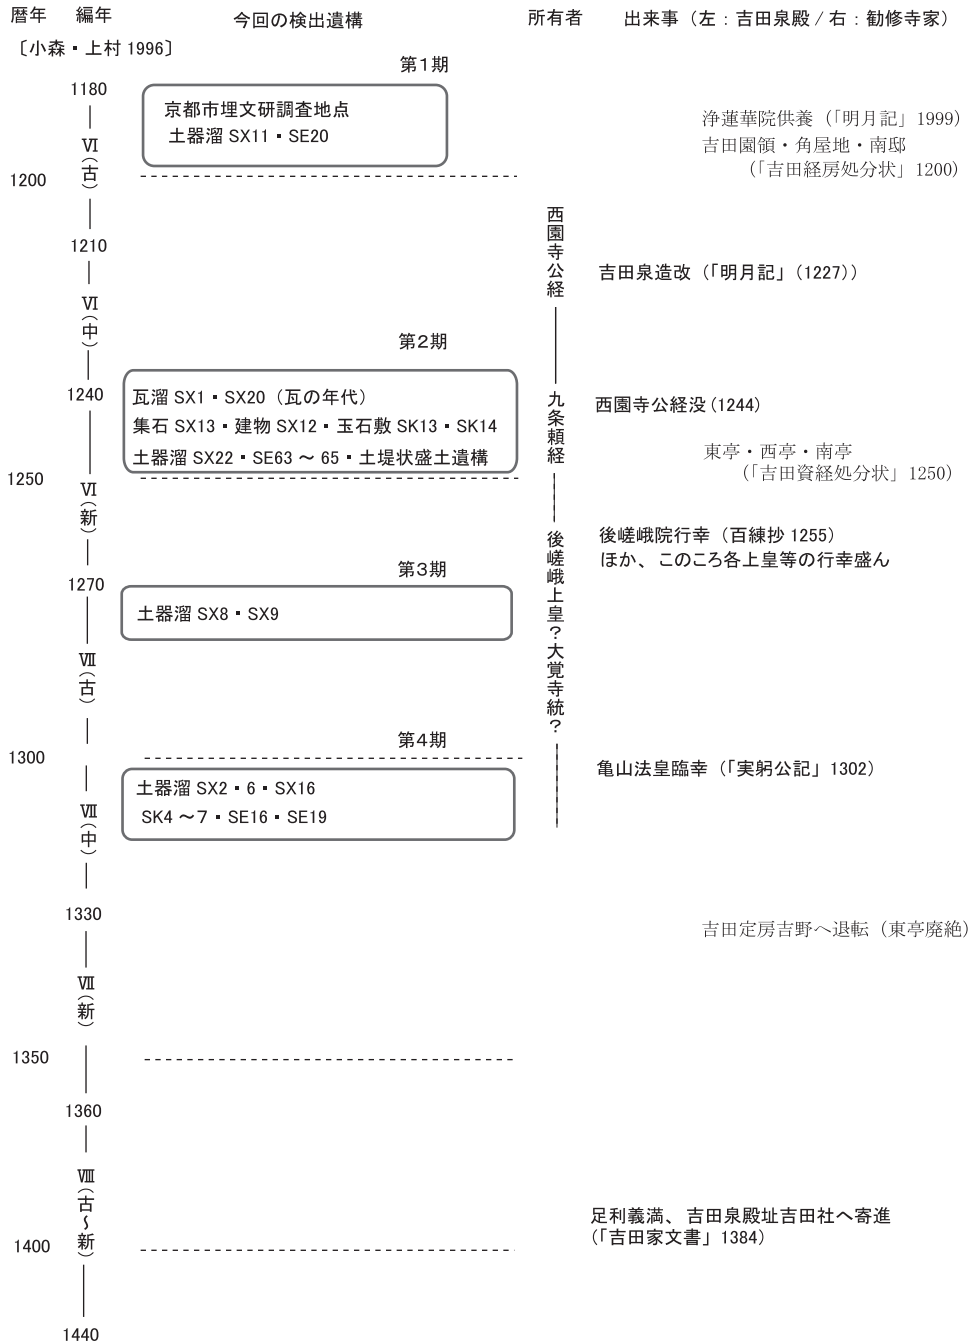 暦年 編年 今回の検出遺構 所有者 出来事（左：吉田泉殿 / 右：勧修寺家）
〔小森・上村 1996〕
第１期
1180
京都市埋文研調査地点
土器溜 SX11・SE20
浄蓮華院供養（「明月記」1999）
吉田園領・角屋地・南邸
（「吉田経房処分状」1200）
Ⅵ（古）
1200
西園寺公経
1210
吉田泉造改（「明月記」（1227））
Ⅵ（中）
第２期
1240
瓦溜 SX1・SX20（瓦の年代）
集石 SX13・建物 SX12・玉石敷 SK13・SK14
土器溜 SX22・SE63 ～ 65・土堤状盛土遺構
九条頼経
西園寺公経没（1244）
東亭・西亭・南亭
（「吉田資経処分状」1250）
1250
Ⅵ（新）
後嵯峨上皇？大覚寺統？
後嵯峨院行幸（百練抄 1255）
ほか、このころ各上皇等の行幸盛ん
第３期
1270
土器溜 SX8・SX9
Ⅶ（古）
第４期
1300
亀山法皇臨幸（「実躬公記」1302）
土器溜 SX2・6・SX16
SK4 ～７・SE16・SE19
Ⅶ（中）
1330
吉田定房吉野へ退転（東亭廃絶）
Ⅶ（新）
1350
1360
Ⅷ（古～新）
足利義満、吉田泉殿址吉田社へ寄進
（「吉田家文書」1384）
1400
1440